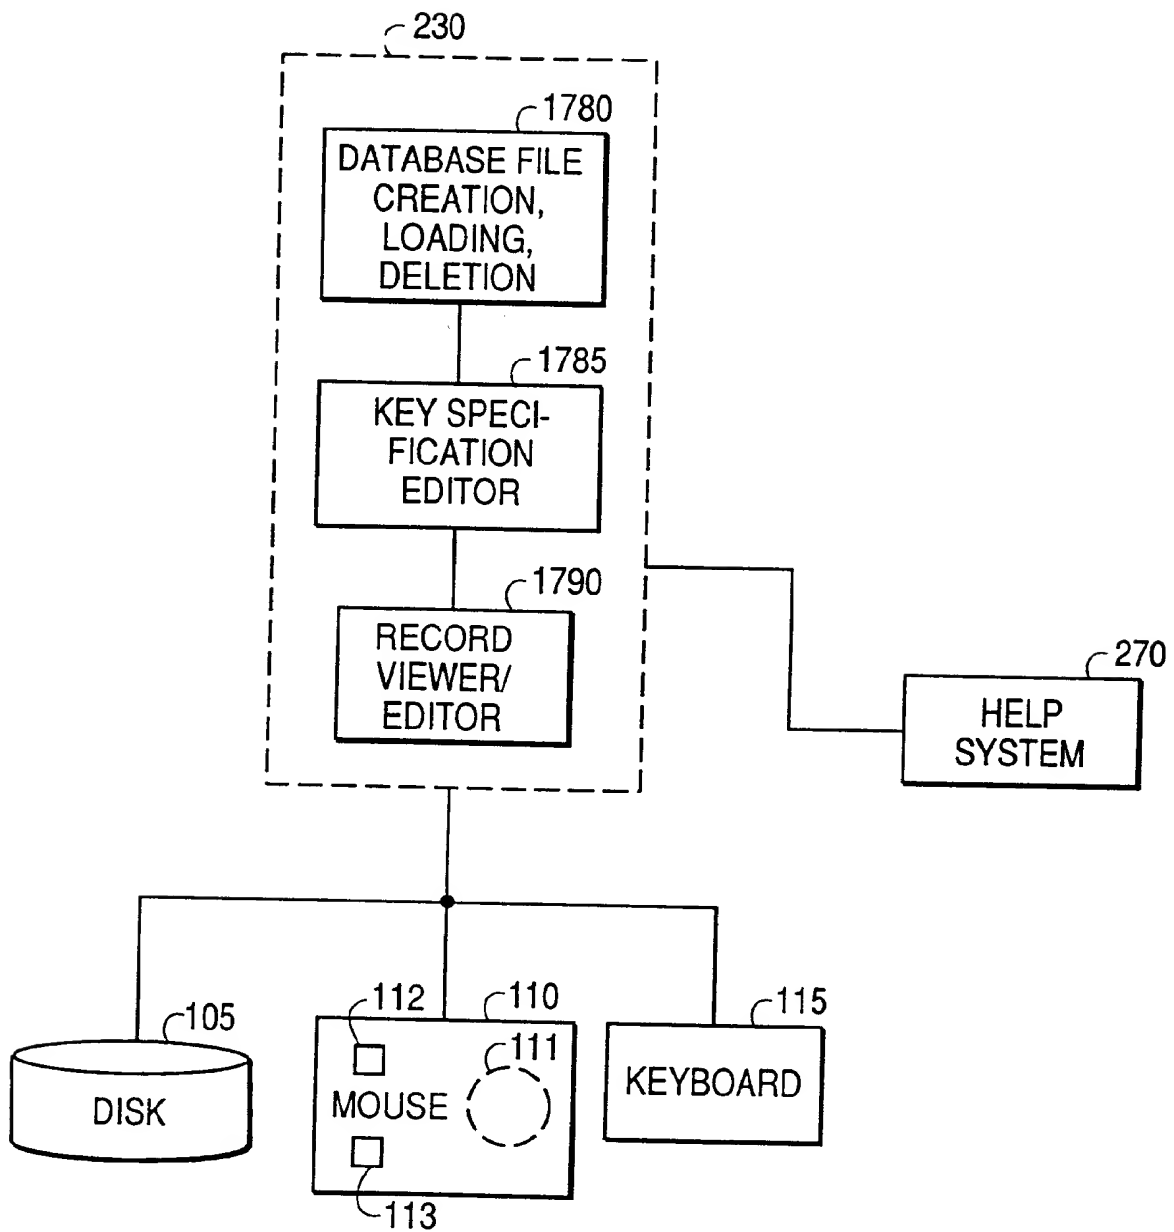 230
1780
DATABASE FILE
CREATION,
LOADING,
DELETION
1785
KEY SPECI-
FICATION
EDITOR
1790
RECORD
VIEWER/
EDITOR
270
HELP
SYSTEM
105
DISK
112
110
111
MOUSE
113
115
KEYBOARD